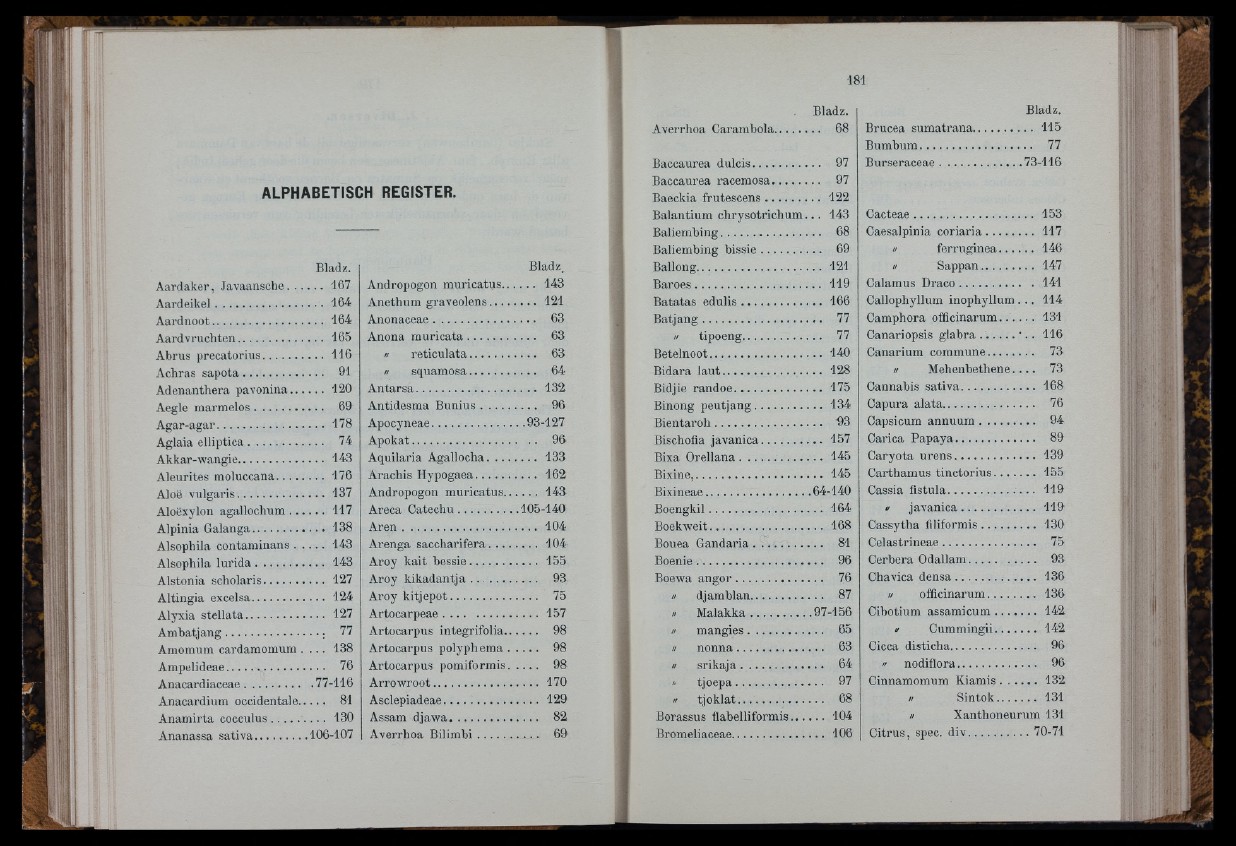 ALPHABETISCH REGISTER.
Bladz.
Aardaker, Javaansche...... 167
Aardeikel.................. 164
Aardnoot................... 164
Aardvruchten............... 165
Abrus precatorius.......... 116
Achras sapota.............. 91
Adenanthera pavonina...... 120
Aegle marmelos............ 69
Agar-agar.................. 178
Aglaia elliptica............. 74
Akkar-wangie............... 143
Aleurites moluccana........ 176
Aloë vulgaris............... 137
Aloëxylon agallochum...... 117
Alpinia Galanga............ 138
Alsophila contaminans..... 143
Alsophila lurida............ 143
Alstonia scholaris.......... 127
Altingia excelsa............ 124
Alyxia stellata............. 127
Ambatjang................ 77
Amomum cardamomum.... 138
Ampelideae................ 76
Anacardiaceae..........77-116
Anacardium occidentale..... 81
Anamirta cocculus......... 130
Ananassa sativa.........106-107
Bladz.
Andropogon muricatus...... 143
Anethum graveolens........ 121
Anonaceae................ 63
Anona muricata............ 63
" reticulata........... 63
" squamosa........... 64
Antarsa.................... 132
Antidesma Bunius......... 96
Apocyneae...............93-127
Apokat................... 96
Aquilaria Agallocha......... 133
Arachis Hypogaea.......... 162
Andropogon muricatus...... 143
Areca Catechu..........105-140
Aren...................... 104
Arenga saccharifera........ 104
Aroy kait bessie............ 155
Aroy kikadantja........... 93
Aroy kitjepot.............. 75
Artocarpeae................ 157
Artocarpus integrifolia...... 98
Artocarpus polyphema..... 98
Artocarpus pomiformis..... 98
Arrowroot................. 170
Asclepiadeae............... 129
Assam djawa.............. 82
Averrhoa Bilimbi.......... 69
181
Bladz.
Averrhoa Carambola........ 68
Baccaurea dulcis........... 97
Baccaurea racemosa........ 97
Baeckia frutescens......... 122
Balantium chrysotrichum... 143
Baliembing................ 68
Baliembing bissie.......... 69
Ballong.................... 121
Baroes.................... 119
Batatas edulis............. 166
Batjang................... 77
" tipoeng............. 77
Betelnoot.................. 140
Bidara laut................ 128
Bidjie randoe.............. 175
Binong peutjang........... 134
Bientaroh................. 93
Bischofia javanica.......... 157
Bixa Orellana............. 145
Bixine,.................... 145
Bixineae................64-140
Boengkil................... 164
Boekweit.................. 168
Bouea Gandaria........... 81
Boenie.................... 96
Boewa angor.............. 76
" djamblan............ 87
" Malakka..........97-156
" mangies............ 65
" nonna.............. 63
" srikaja.............. 64
" tjoepa.............. 97
" tjoklat.............. 68
Borassus flabelliformis...... 104
Bromeliaceae............... 106
Bladz.
Brucea sumatrana.......... 115
Bumbum.................. 77
Burseraceae.............73-116
Cacteae................... 153
Caesalpinia coriaria........ 117
" ferruginea...... 146
" Sappan......... 147
Calamus Draco............ 141
Callophyllum inophyllum... 114
Camphora officinarum...... 131
Canariopsis glabra......... 116
Canarium commune........ 73
" Mehenbethene.... 73
Cannabis sativa............ 168
Capura alata............... 76
Capsicum annuum......... 94
Carica Papaya............. 89
Caryota urens............. 139
Carthamus tinctorius....... 155
Cassia fistula.............. 119
" javanica............ 119
Cassytha filiformis......... 130
Celastrineae............... 75
Cerbera Odallam........... 93
Chavica densa............. 136
" officinarum........ 136
Cibotium assamicum....... 142
" Cummingii....... 142
Cicca disticha.............. 96
" nodiflora............. 96
Cinnamomum Kiamis...... 132
" Sintok....... 131
" Xanthoneurum 131
Citrus, spec. div..........70-71